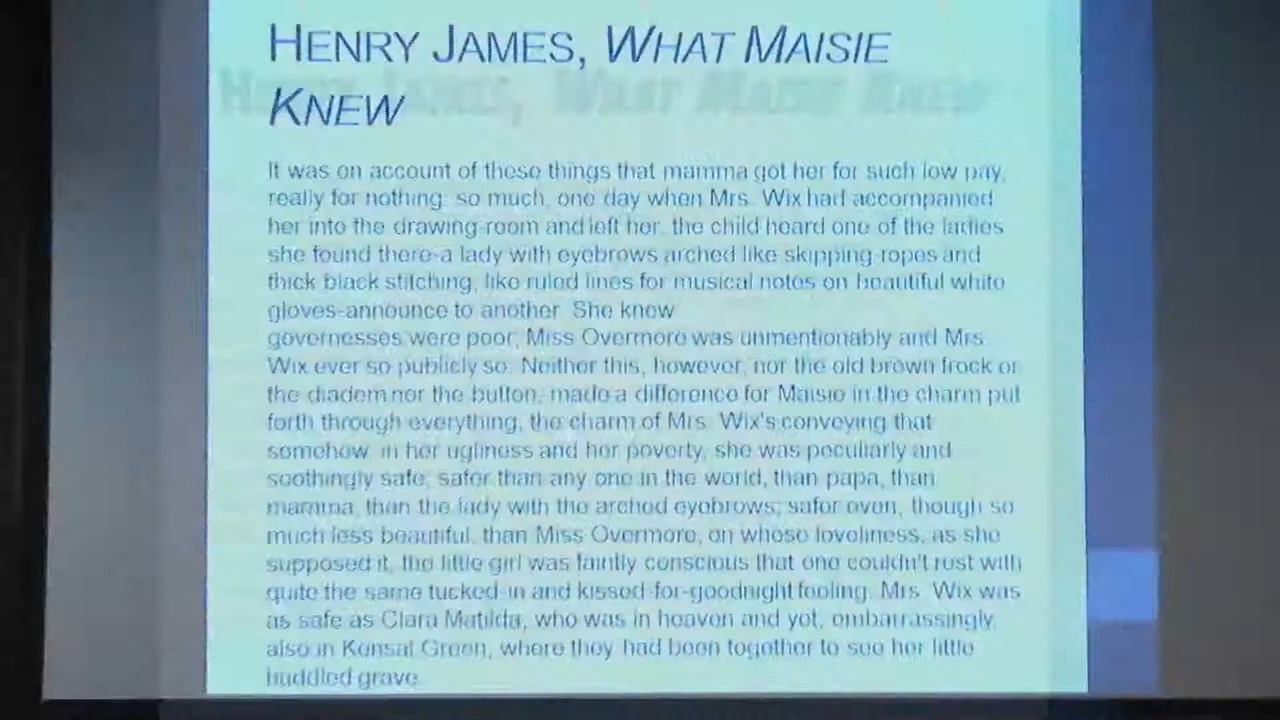 HENRY JAMES, WHAT MAISIE
KNEW
It was on account of these things that mamma got her for such low pay,
really for nothing: so much, one day when Mrs. Wix had accompanied
her into the drawing-room and left her, the child heard one of the ladies
she found there-a lady with eyebrows arched like skipping-ropes and
thick black stitching, like ruled lines for musical notes on beautiful white
gloves-announce to another. She knew
governesses were poor; Miss Overmore was unmentionably and Mrs.
Wix ever so publicly so. Neither this, however, nor the old brown frock or
the diadem nor the button, made a difference for Maisie in the charm put
forth through everything, the charm of Mrs. Wix's conveying that
somehow, in her ugliness and her poverty, she was peculiarly and
soothingly safe; safer than any one in the world, than papa, than
mamma, than the lady with the arched eyebrows; safer even, though so
much less beautiful, than Miss Overmore, on whose loveliness, as she
supposed it, the little girl was faintly conscious that one couldn't rest with
quite the same tucked-in and kissed-for-goodnight feeling. Mrs. Wix was
as safe as Clara Matilda, who was in heaven and yet, embarrassingly,
also in Kensal Green, where they had been together to see her little
huddled grave.